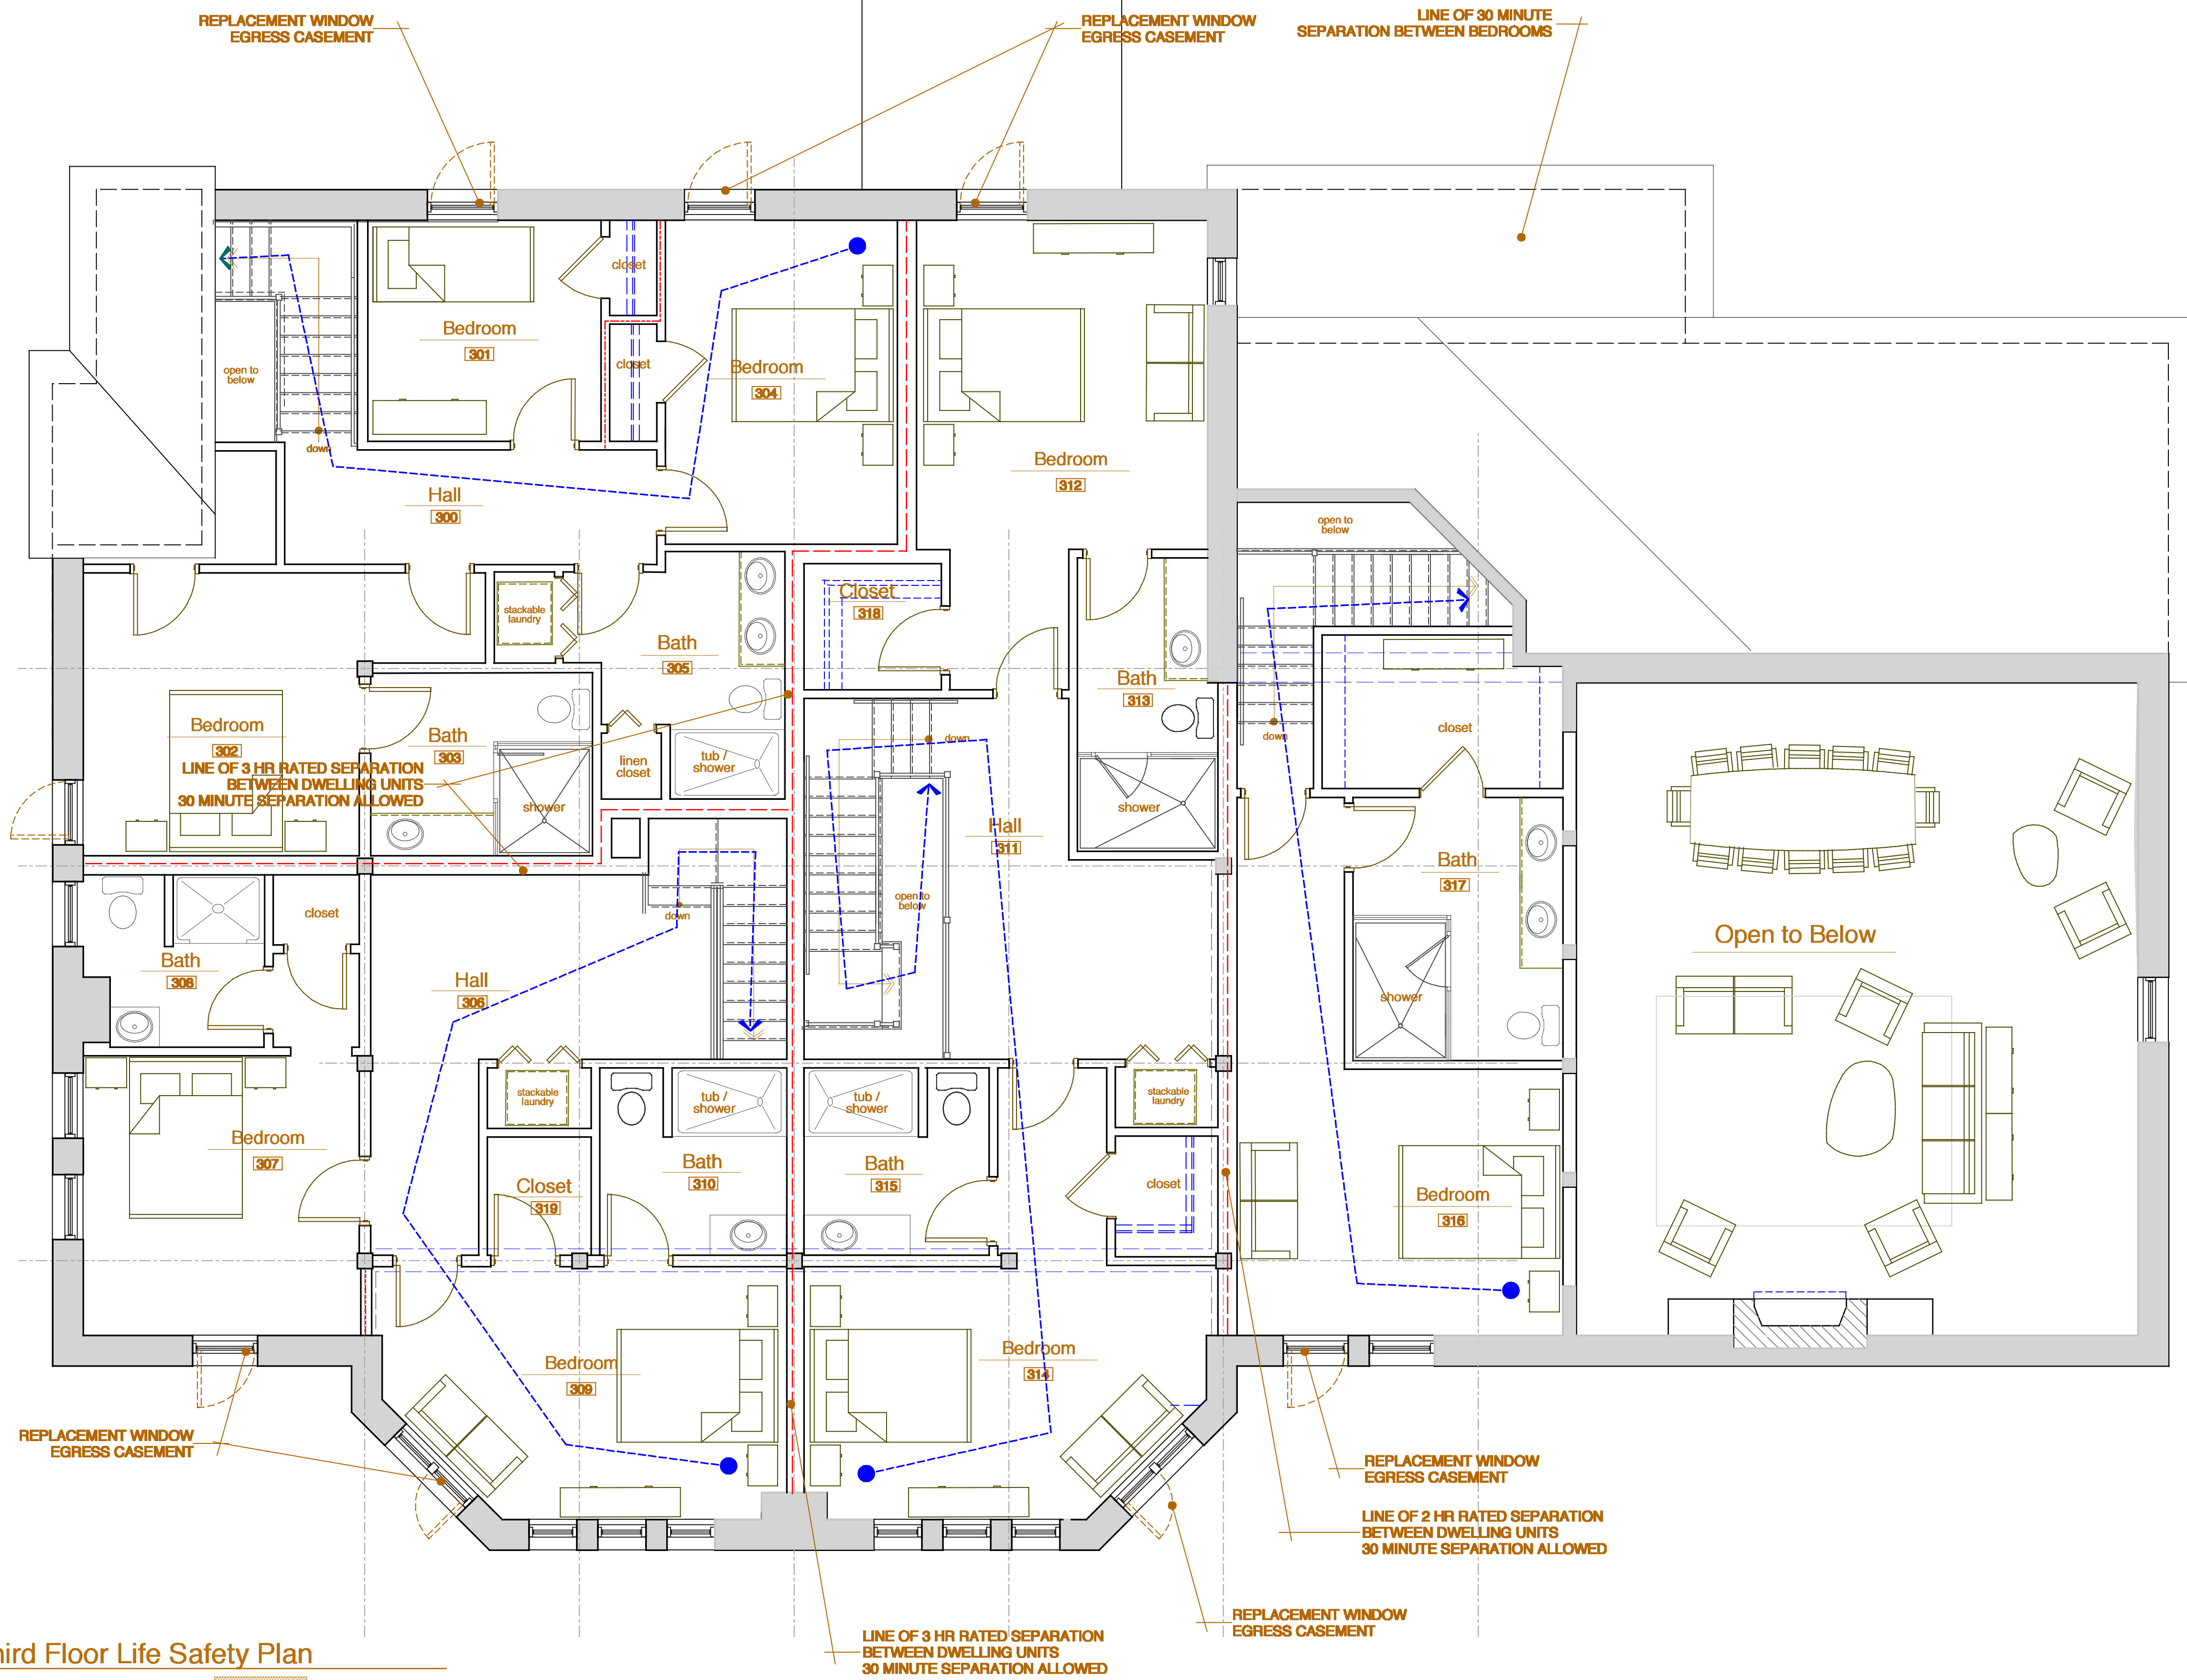 REPLACEMENT WINDOW
EGRESS CASEMENT
REPLACEMENT WINDOW
EGRESS CASEMENT
LINE OF 30 MINUTE
SEPARATION BETWEEN BEDROOMS
closet
Bedroom
301
closet
Bedroom
304
open to
below
down
Hall
300
Bedroom
312
open to
below
stackable
laundry
Closet
318
Bath
305
Bath
313
down
Bedroom
302
Bath
303
LINE OF 3 HR RATED SEPARATION
BETWEEN DWELLING UNITS
30 MINUTE SEPARATION ALLOWED
linen
closet
tub /
shower
down
closet
shower
shower
Hall
311
Bath
317
open to
below
closet
down
Bath
308
Hall
306
Open to Below
shower
stackable
laundry
tub /
shower
tub /
shower
stackable
laundry
Bedroom
307
Bath
310
Bath
315
Closet
319
closet
Bedroom
316
Bedroom
309
Bedroom
314
REPLACEMENT WINDOW
EGRESS CASEMENT
REPLACEMENT WINDOW
EGRESS CASEMENT
LINE OF 2 HR RATED SEPARATION
BETWEEN DWELLING UNITS
30 MINUTE SEPARATION ALLOWED
REPLACEMENT WINDOW
EGRESS CASEMENT
LINE OF 3 HR RATED SEPARATION
BETWEEN DWELLING UNITS
30 MINUTE SEPARATION ALLOWED
hird Floor Life Safety Plan